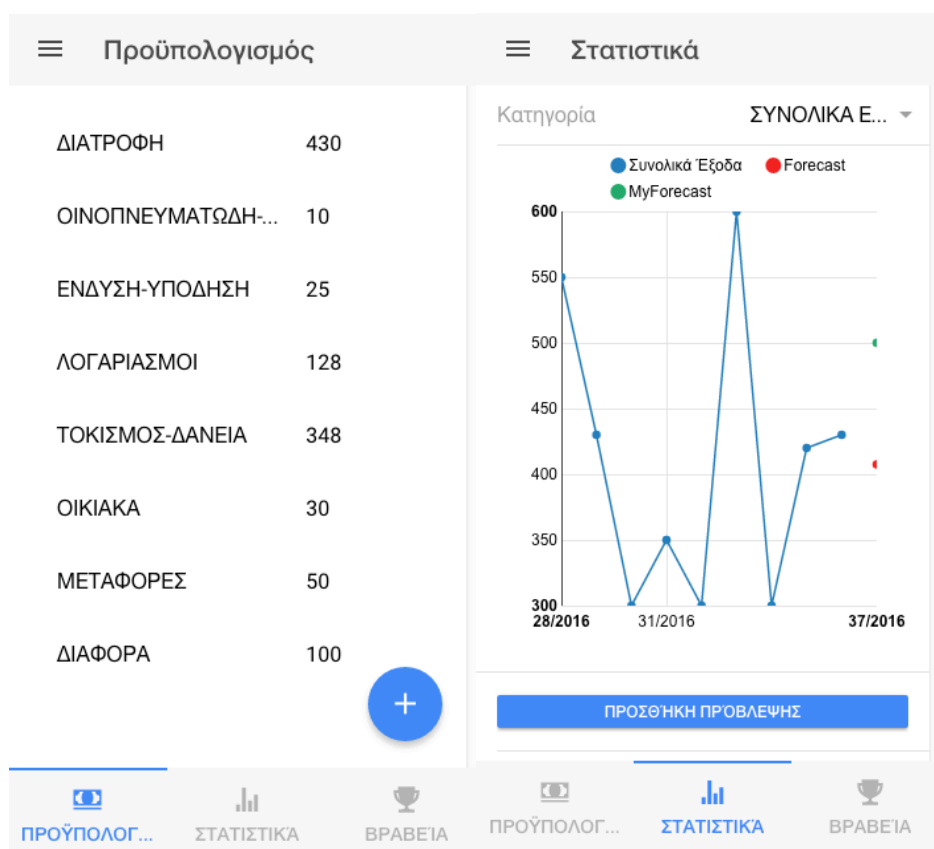 Προϋπολογισμός
ΔΙΑΤΡΟΦΗ 430
ΟΙΝΟΠΝΕΥΜΑΤΩΔΗ-... 10
ΕΝΔΥΣΗ-ΥΠΟΔΗΣΗ 25
ΛΟΓΑΡΙΑΣΜΟΙ 128
ΤΟΚΙΣΜΟΣ-ΔΑΝΕΙΑ 348
ΟΙΚΙΑΚΑ 30
ΜΕΤΑΦΟΡΕΣ 50
ΔΙΑΦΟΡΑ 100
+
ΠΡΟΫΠΟΛΟΓ... ΣΤΑΤΙΣΤΙΚΆ ΒΡΑΒΕΊΑ
Στατιστικά
Κατηγορία ΣΥΝΟΛΙΚΑ Ε...
Συνολικά Έξοδα Forecast
MyForecast
600
550
500
450
400
350
300
28/2016 31/2016 37/2016
ΠΡΟΣΘΉΚΗ ΠΡΌΒΛΕΨΗΣ
ΠΡΟΫΠΟΛΟΓ... ΣΤΑΤΙΣΤΙΚΆ ΒΡΑΒΕΊΑ